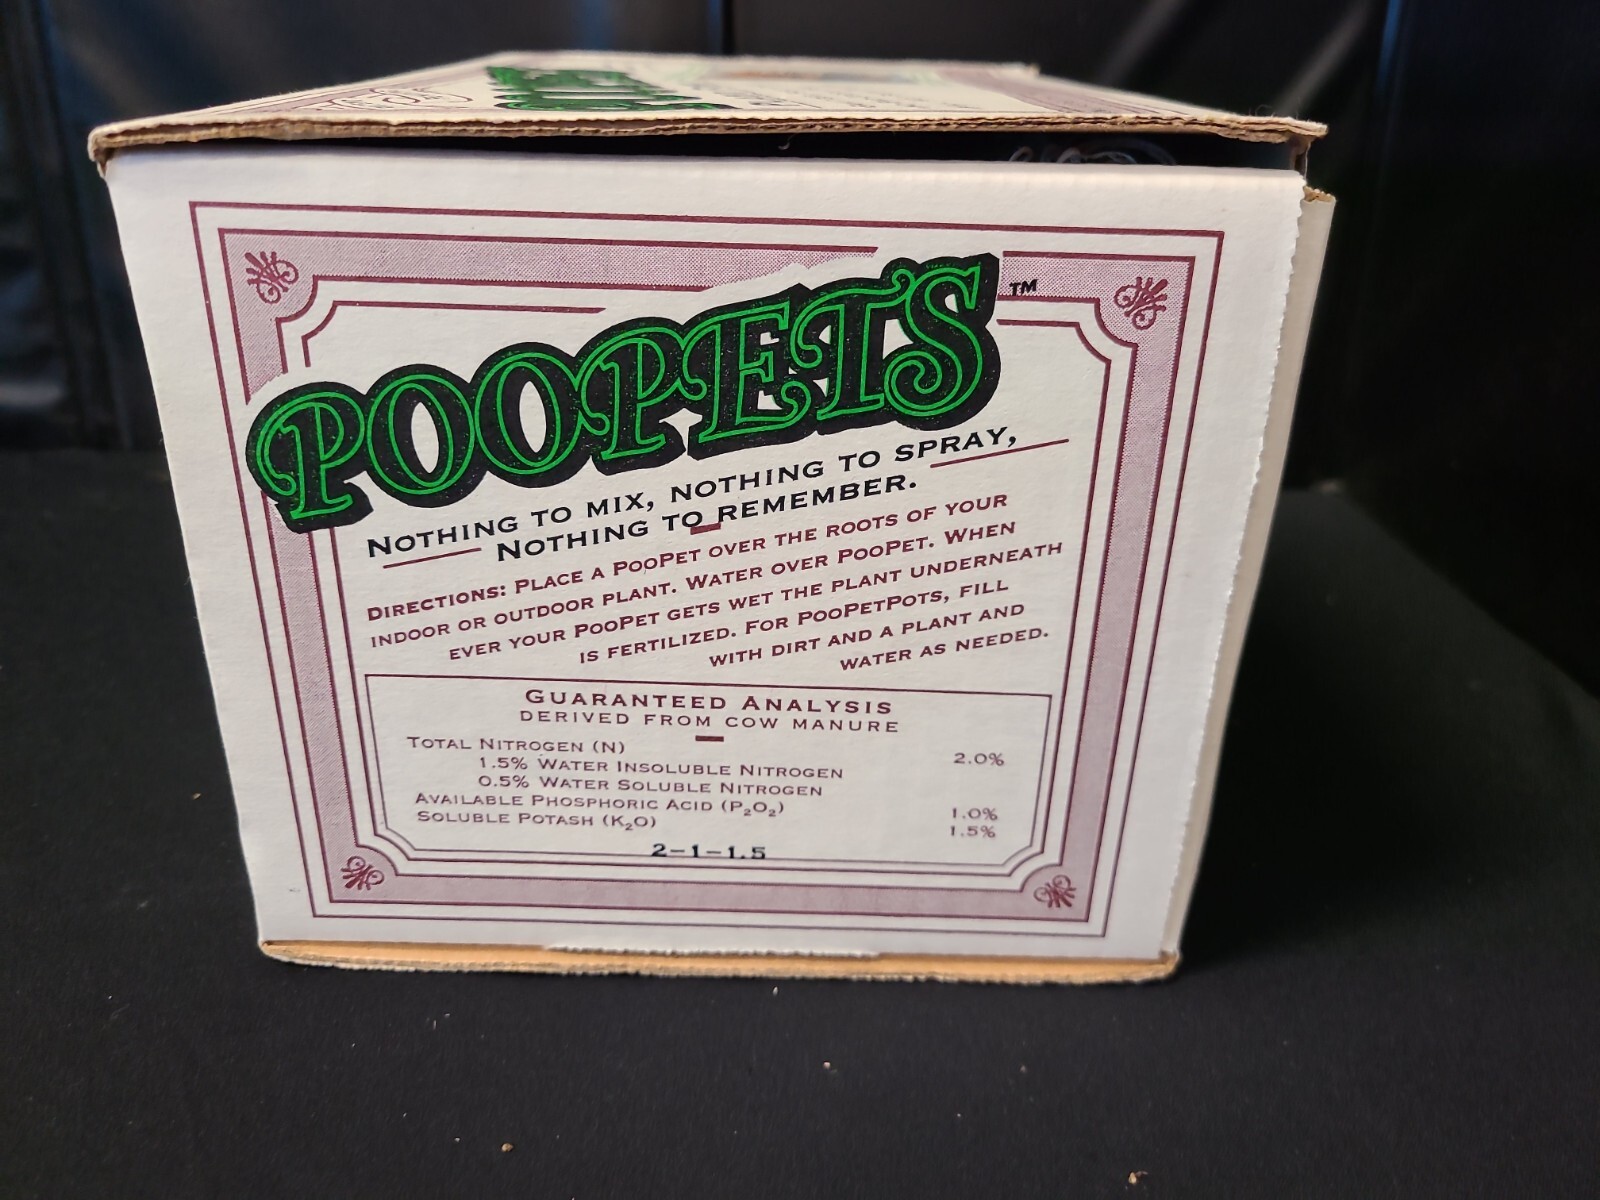 POOPETS™
NOTHING TO MIX, NOTHING TO SPRAY,
NOTHING TO REMEMBER.
DIRECTIONS: PLACE A POOPET OVER THE ROOTS OF YOUR
INDOOR OR OUTDOOR PLANT. WATER OVER POOPET. WHEN
EVER YOUR POOPET GETS WET THE PLANT UNDERNEATH
IS FERTILIZED. FOR POOPETPOTS, FILL
WITH DIRT AND A PLANT AND
WATER AS NEEDED.
GUARANTEED ANALYSIS
DERIVED FROM COW MANURE
TOTAL NITROGEN (N) 2.0%
1.5% WATER INSOLUBLE NITROGEN
0.5% WATER SOLUBLE NITROGEN
AVAILABLE PHOSPHORIC ACID (P₂O₂) 1.0%
SOLUBLE POTASH (K₂O) 1.5%
2-1-1.5